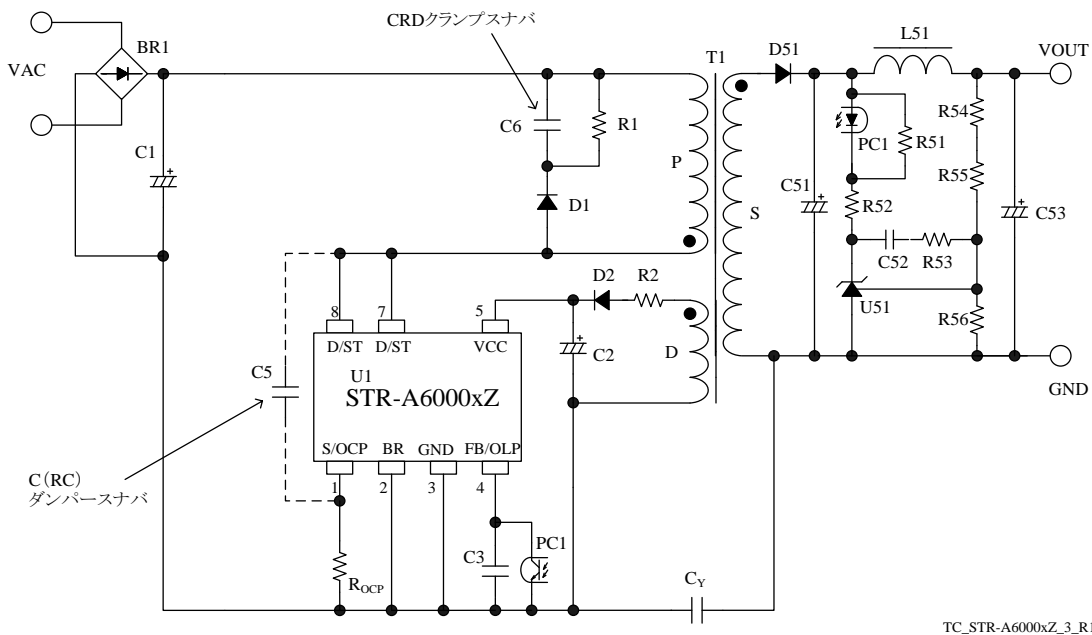 CRDクランプスナバ
VAC
BR1
C1
C6
R1
D1
P
T1
S
D51
L51
VOUT
PC1
R51
R54
R55
R52
C51
C53
C52
R53
U51
R56
GND
D2
R2
C2
D
8
7
5
D/ST
D/ST
VCC
U1
STR-A6000xZ
C5
S/OCP
BR
GND
FB/OLP
1
2
3
4
C(RC)
ダンパースナバ
ROCP
C3
PC1
CY
TC_STR-A6000xZ_3_R1